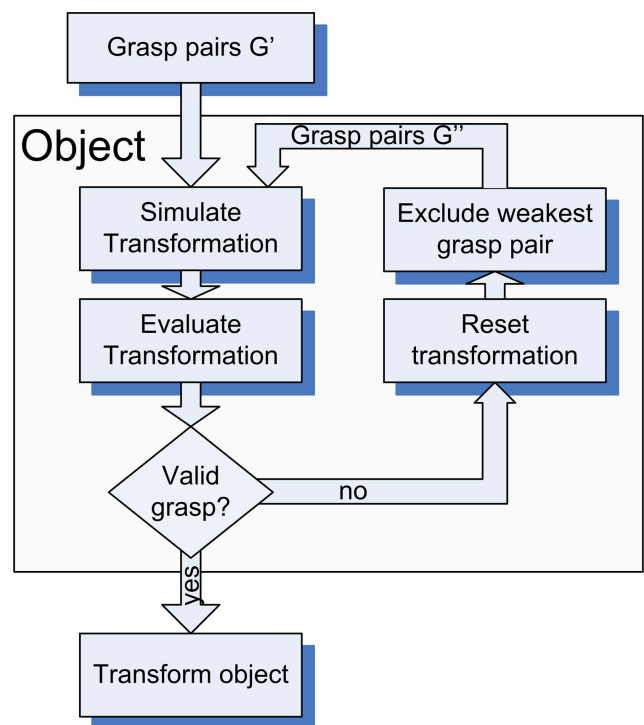 Grasp pairs G’
Object
Grasp pairs G’’
Simulate
Transformation
Exclude weakest
grasp pair
Evaluate
Transformation
Reset
transformation
Valid
grasp?
no
yes
Transform object